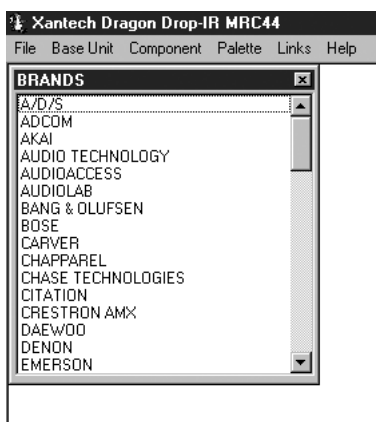 Xantech Dragon Drop-IR MRC44
File Base Unit Component Palette Links Help
BRANDS
A/D/S
ADCOM
AKAI
AUDIO TECHNOLOGY
AUDIOACCESS
AUDIOLAB
BANG & OLUFSEN
BOSE
CARVER
CHAPPAREL
CHASE TECHNOLOGIES
CITATION
CRESTRON AMX
DAEWOO
DENON
EMERSON